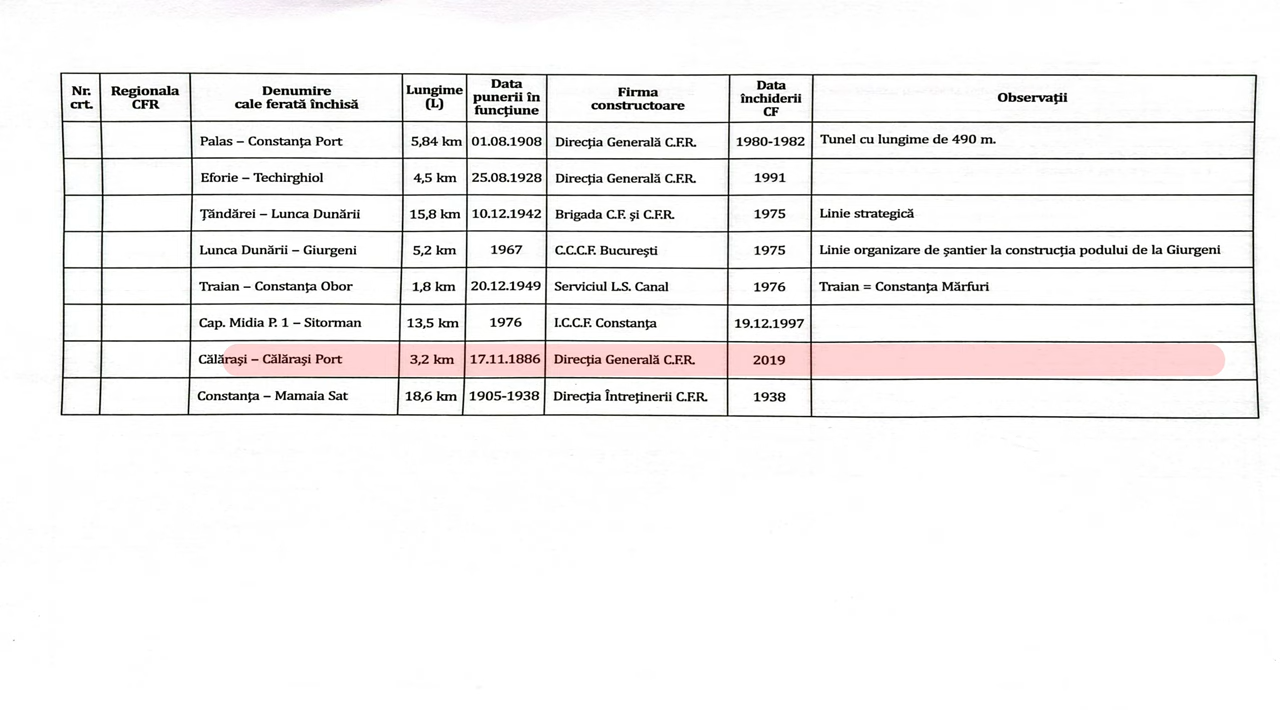 Nr. crt. Regionala CFR Denumire cale ferată închisă Lungime (L) Data punerii în funcțiune Firma constructoare Data închiderii CF Observații
Palas – Constanța Port 5,84 km 01.08.1908 Direcția Generală C.F.R. 1980-1982 Tunel cu lungime de 490 m.
Eforie – Techirghiol 4,5 km 25.08.1928 Direcția Generală C.F.R. 1991
Țăndărei – Lunca Dunării 15,8 km 10.12.1942 Brigada C.F. și C.F.R. 1975 Linie strategică
Lunca Dunării – Giurgeni 5,2 km 1967 C.C.C.F. București 1975 Linie organizare de șantier la construcția podului de la Giurgeni
Traian – Constanța Obor 1,8 km 20.12.1949 Serviciul L.S. Canal 1976 Traian = Constanța Mărfuri
Cap. Midia P. 1 – Sitorman 13,5 km 1976 I.C.C.F. Constanța 19.12.1997
Călărași – Călărași Port 3,2 km 17.11.1886 Direcția Generală C.F.R. 2019
Constanța – Mamaia Sat 18,6 km 1905-1938 Direcția Întreținerii C.F.R. 1938